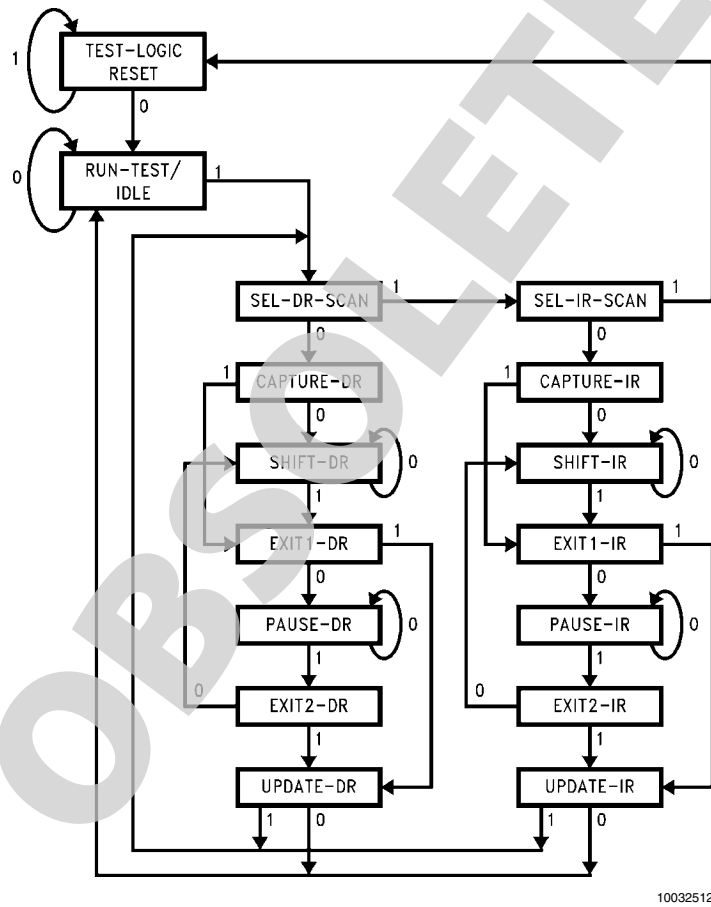 TEST-LOGIC
RESET
1
0
RUN-TEST/
IDLE
0
1
SEL-DR-SCAN
1
SEL-IR-SCAN
1
0
0
1
CAPTURE-DR
1
CAPTURE-IR
0
0
SHIFT-DR
0
SHIFT-IR
0
1
1
EXIT1-DR
1
EXIT1-IR
1
0
0
PAUSE-DR
0
PAUSE-IR
0
1
1
0
EXIT2-DR
0
EXIT2-IR
1
1
UPDATE-DR
UPDATE-IR
1
0
1
0
OBSOLETE
10032512